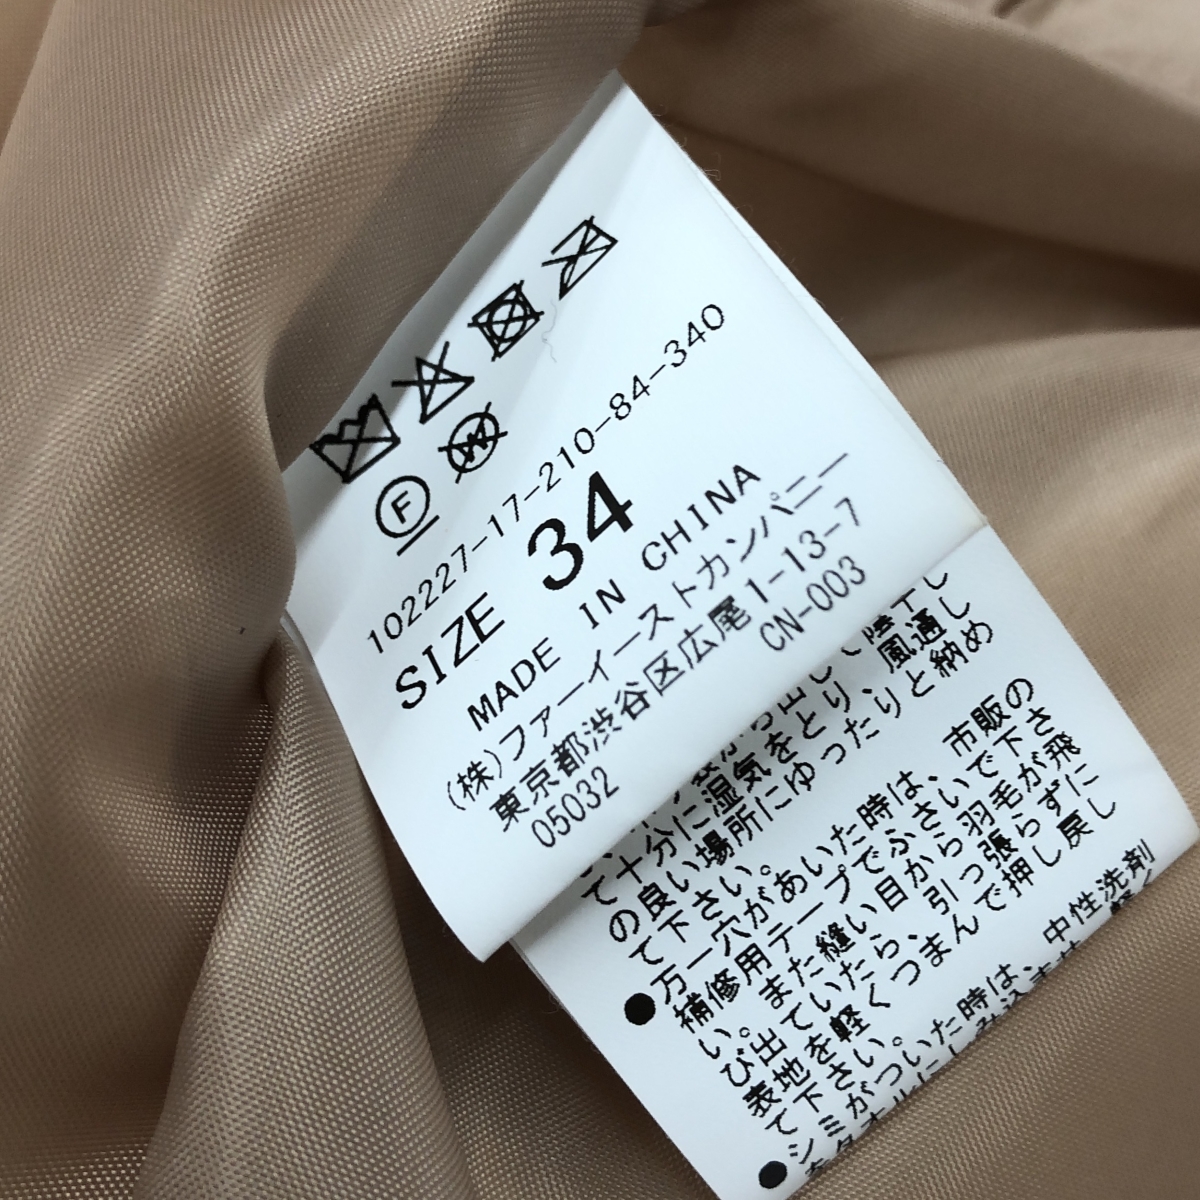 F
W
102227-17-210-84-340
SIZE 34
MADE IN CHINA
(株)ファーイーストカンパニー
東京都渋谷区広尾1-13-7
05032 CN-003
陰干し
風通し
て十分に湿気をとり、
の良い場所にゆったりと納め
て下さい。
●万一穴があいた時は、市販の
補修用テープでふさいで下さ
い。また縫い目から羽毛が飛
び出ていたら、引っ張らずに
表地を軽くつまんで押し戻し
て下さい。
●シミがついた時は、中性洗剤